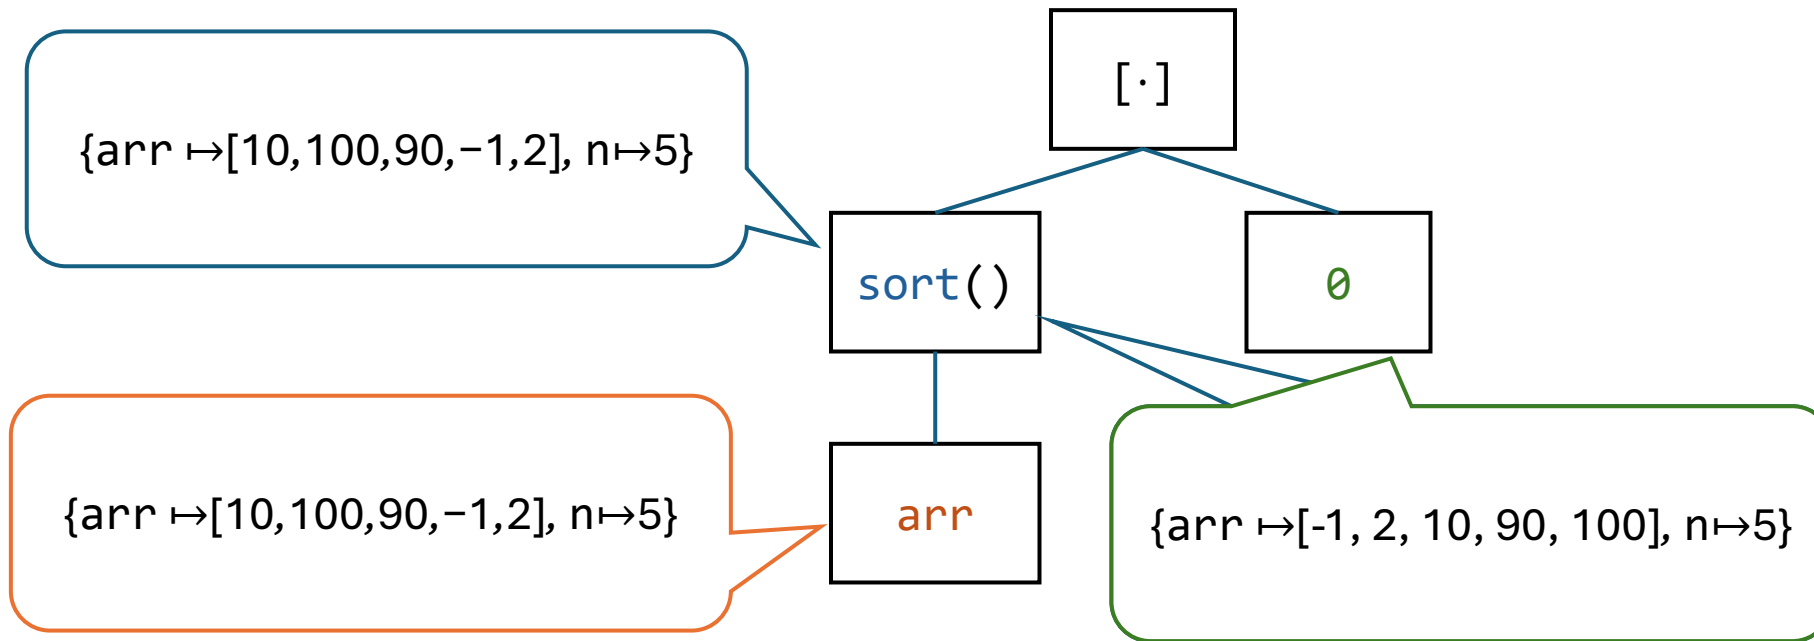 [·]
{arr ↦[10,100,90,−1,2], n↦5}
sort()
0
{arr ↦[10,100,90,−1,2], n↦5}
arr
{arr ↦[-1, 2, 10, 90, 100], n↦5}